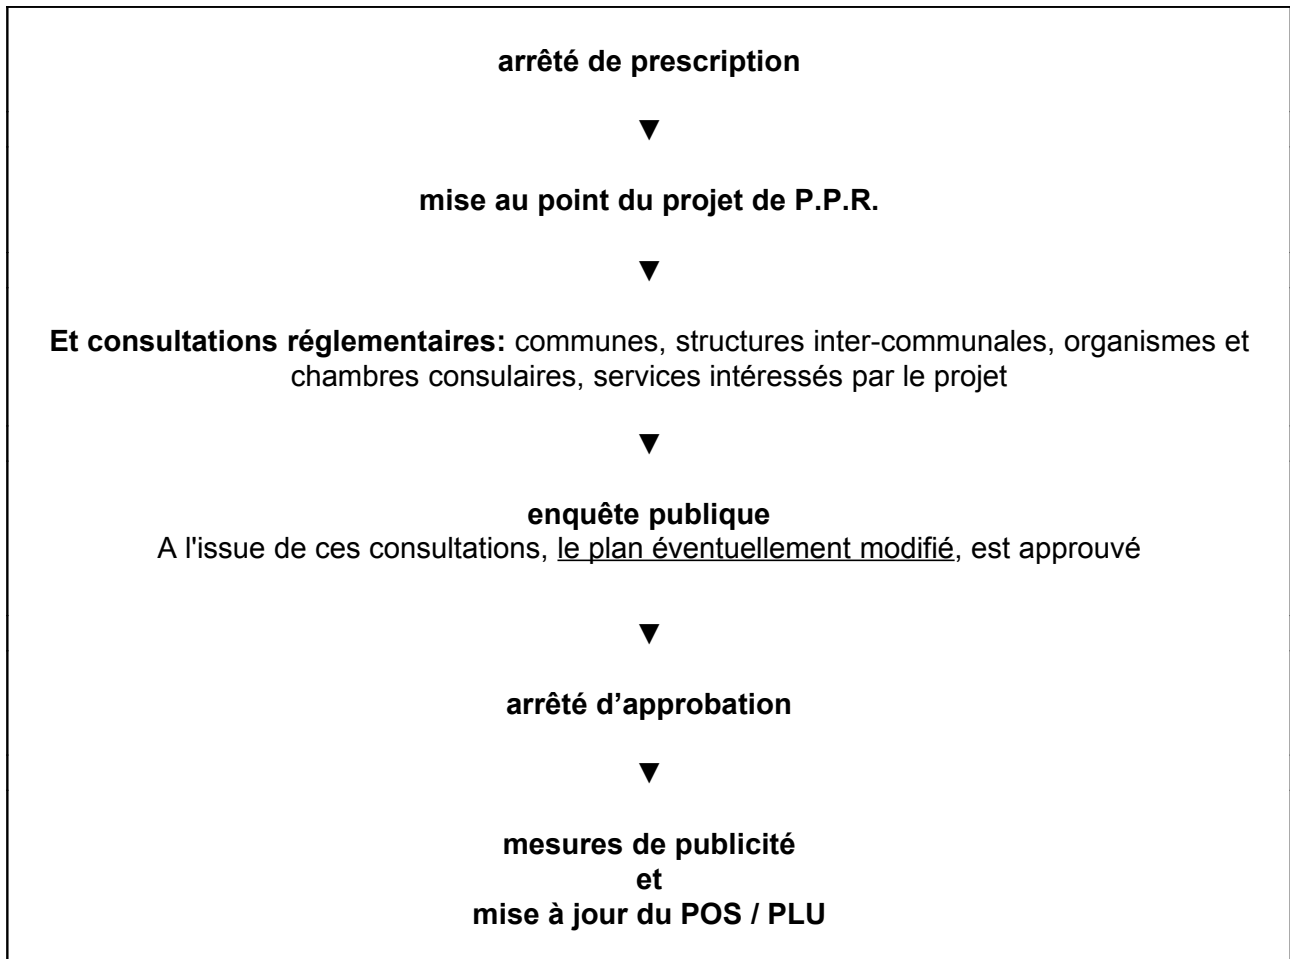 arrêté de prescription
▼
mise au point du projet de P.P.R.
▼
Et consultations réglementaires: communes, structures inter-communales, organismes et
chambres consulaires, services intéressés par le projet
▼
enquête publique
A l'issue de ces consultations, le plan éventuellement modifié, est approuvé
▼
arrêté d’approbation
▼
mesures de publicité
et
mise à jour du POS / PLU